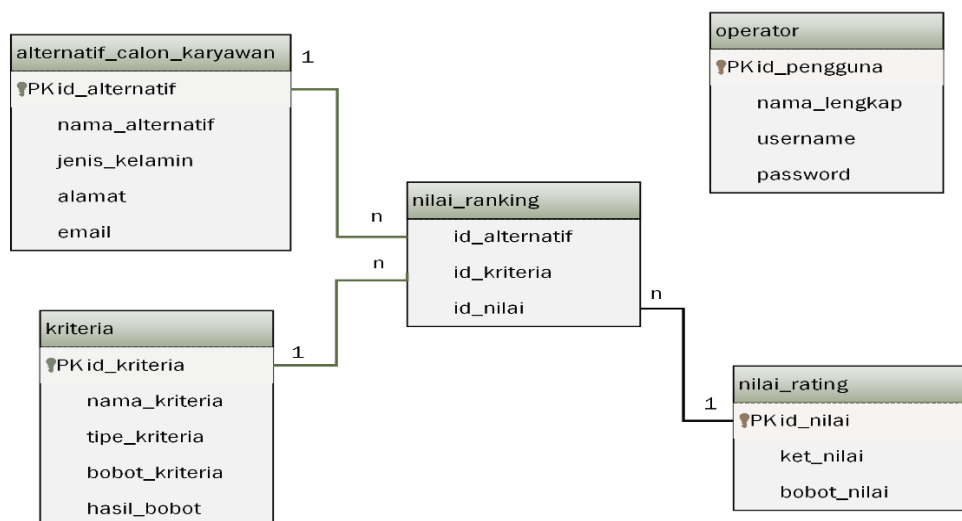 alternatif_calon_karyawan
PK id_alternatif
nama_alternatif
jenis_kelamin
alamat
email
1
operator
PK id_pengguna
nama_lengkap
username
password
nilai_ranking
id_alternatif
id_kriteria
id_nilai
n
n
n
kriteria
PK id_kriteria
nama_kriteria
tipe_kriteria
bobot_kriteria
hasil_bobot
1
nilai_rating
PK id_nilai
ket_nilai
bobot_nilai
1